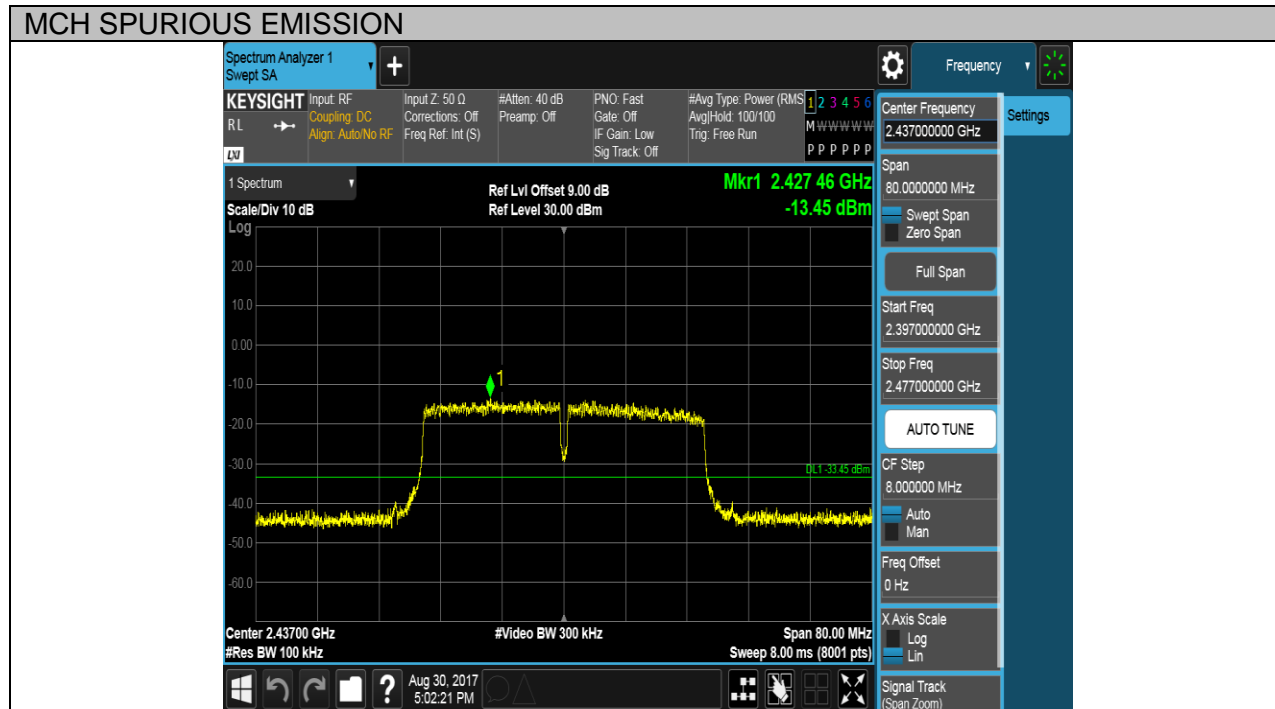 MCH SPURIOUS EMISSION
Spectrum Analyzer 1
Swept SA
Frequency
KEYSIGHT
RL
LXI
Input: RF
Coupling: DC
Align: Auto/No RF
Input Z: 50 Ω
Corrections: Off
Freq Ref: Int (S)
#Atten: 40 dB
Preamp: Off
PNO: Fast
Gate: Off
IF Gain: Low
Sig Track: Off
#Avg Type: Power (RMS
Avg|Hold: 100/100
Trig: Free Run
1 2 3 4 5 6
M W W W W W
P P P P P P
1 Spectrum
Scale/Div 10 dB
Log
Ref Lvl Offset 9.00 dB
Ref Level 30.00 dBm
Mkr1 2.427 46 GHz
-13.45 dBm
20.0
10.0
0.00
-10.0
1
-20.0
-30.0
DL1 -33.45 dBm
-40.0
-50.0
-60.0
Center 2.43700 GHz
#Res BW 100 kHz
#Video BW 300 kHz
Span 80.00 MHz
Sweep 8.00 ms (8001 pts)
Aug 30, 2017
5:02:21 PM
?
Center Frequency
2.437000000 GHz
Settings
Span
80.0000000 MHz
Swept Span
Zero Span
Full Span
Start Freq
2.397000000 GHz
Stop Freq
2.477000000 GHz
AUTO TUNE
CF Step
8.000000 MHz
Auto
Man
Freq Offset
0 Hz
X Axis Scale
Log
Lin
Signal Track
(Span Zoom)